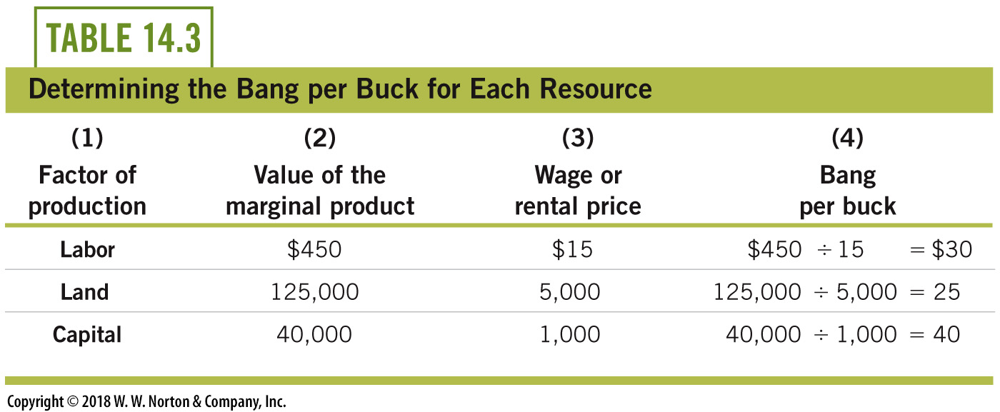 TABLE 14.3
Determining the Bang per Buck for Each Resource
(1) (2) (3) (4)
Factor of Value of the Wage or Bang
production marginal product rental price per buck
Labor $450 $15 $450 ÷ 15 = $30
Land 125,000 5,000 125,000 ÷ 5,000 = 25
Capital 40,000 1,000 40,000 ÷ 1,000 = 40
Copyright © 2018 W. W. Norton & Company, Inc.